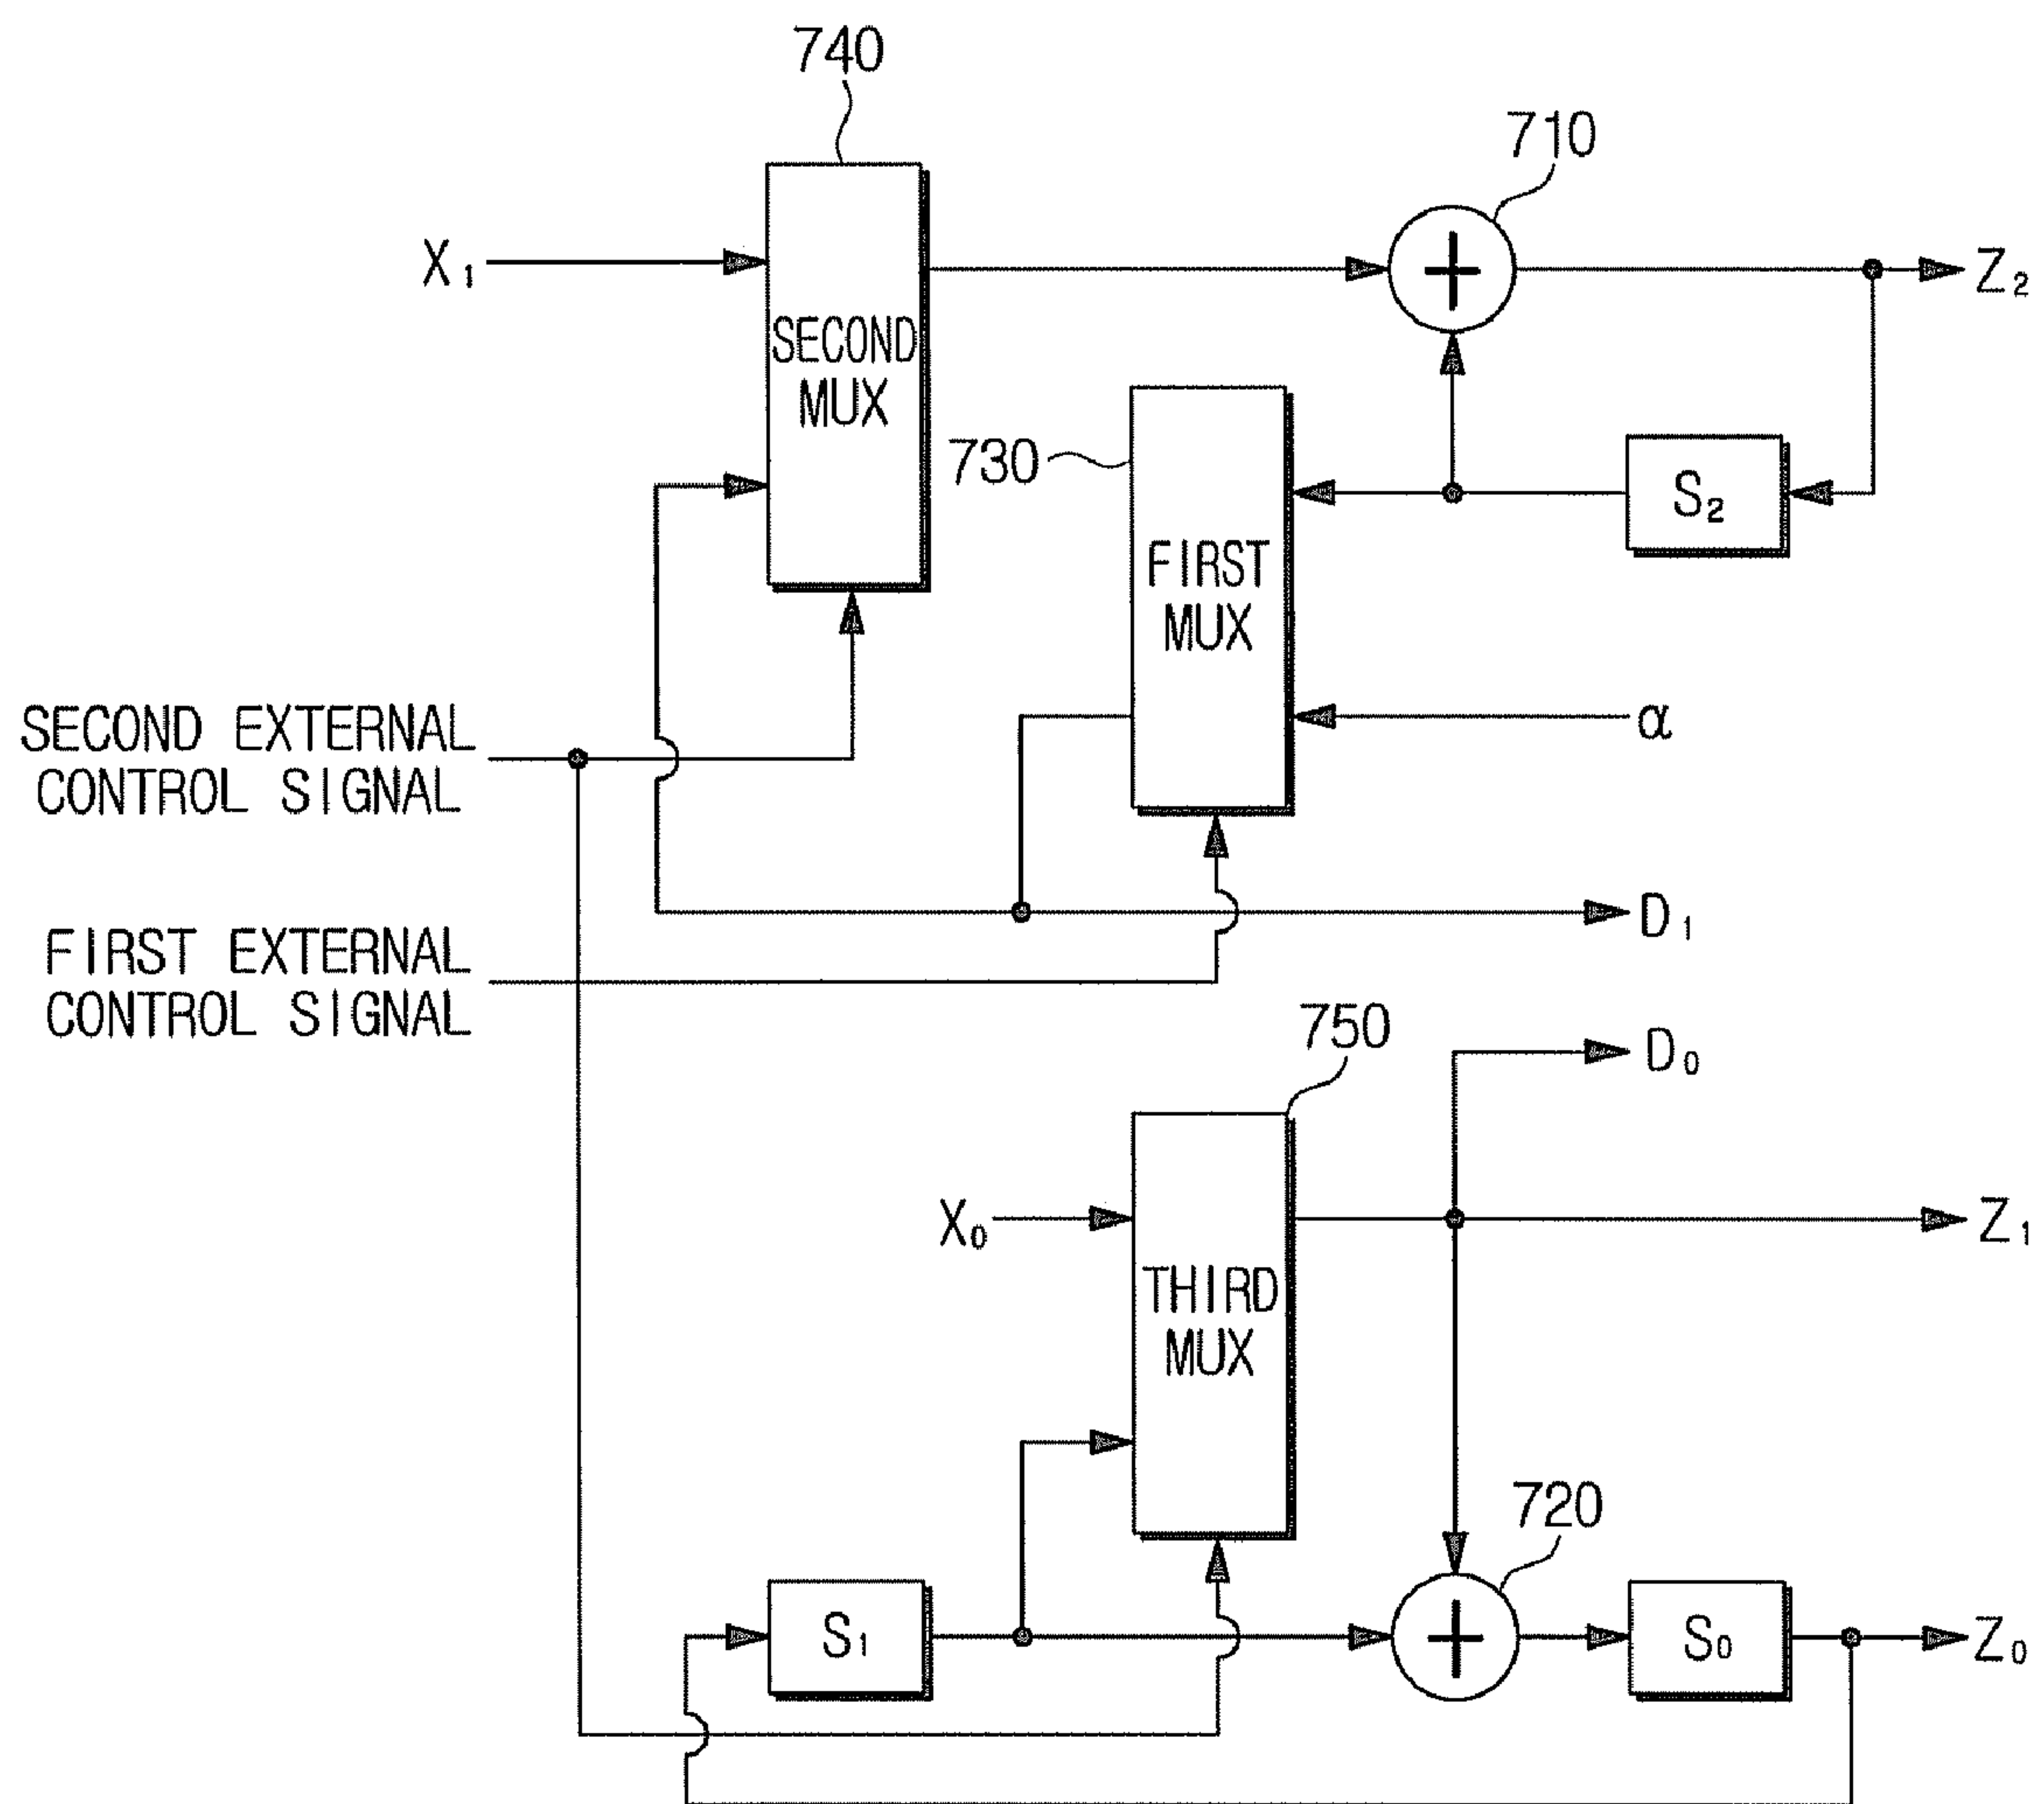 740
710
X₁
Z₂
SECOND
MUX
730
S₂
FIRST
MUX
α
SECOND EXTERNAL
CONTROL SIGNAL
D₁
FIRST EXTERNAL
CONTROL SIGNAL
750
D₀
X₀
Z₁
THIRD
MUX
720
S₁
S₀
Z₀